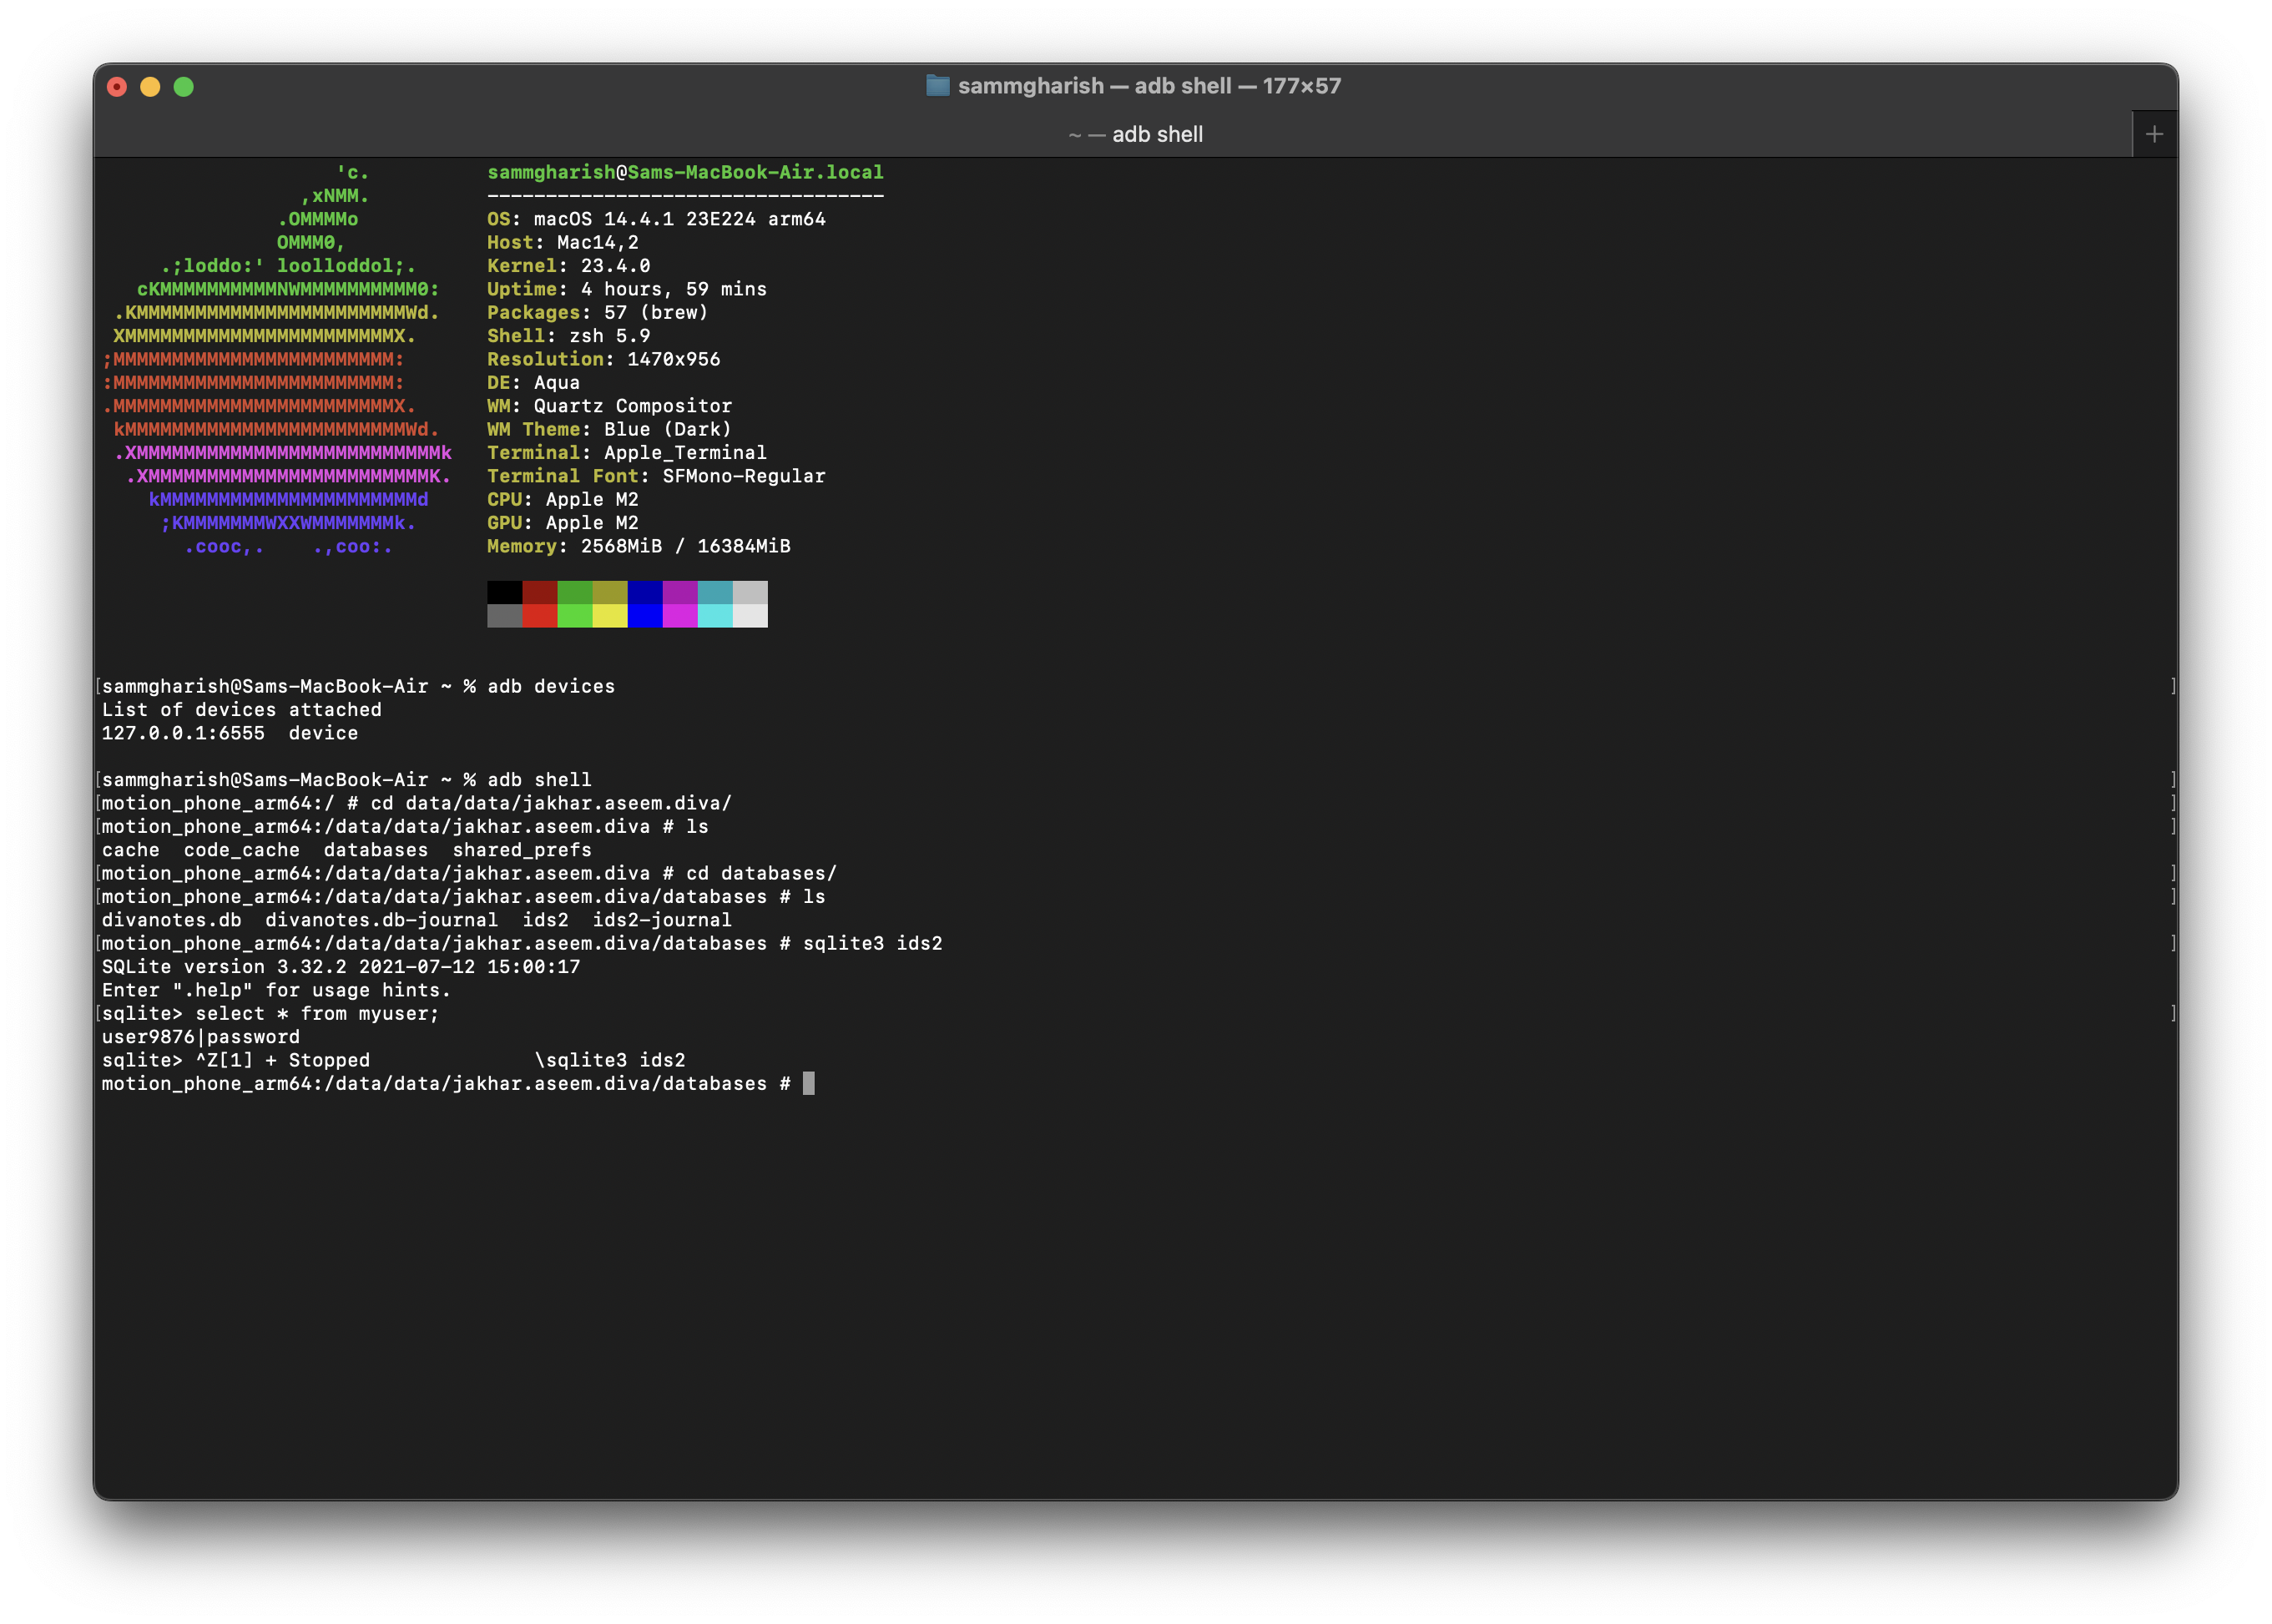 sammgharish — adb shell — 177×57
~ — adb shell
+
                    'c.          sammgharish@Sams-MacBook-Air.local
                 ,xNMM.          ----------------------------------
               .OMMMMo           OS: macOS 14.4.1 23E224 arm64
               OMMM0,            Host: Mac14,2
     .;loddo:' loolloddol;.      Kernel: 23.4.0
   cKMMMMMMMMMMNWMMMMMMMMMM0:    Uptime: 4 hours, 59 mins
 .KMMMMMMMMMMMMMMMMMMMMMMMWd.    Packages: 57 (brew)
 XMMMMMMMMMMMMMMMMMMMMMMMX.      Shell: zsh 5.9
;MMMMMMMMMMMMMMMMMMMMMMMM:       Resolution: 1470x956
:MMMMMMMMMMMMMMMMMMMMMMMM:       DE: Aqua
.MMMMMMMMMMMMMMMMMMMMMMMMX.      WM: Quartz Compositor
 kMMMMMMMMMMMMMMMMMMMMMMMMWd.    WM Theme: Blue (Dark)
 .XMMMMMMMMMMMMMMMMMMMMMMMMMMk   Terminal: Apple_Terminal
  .XMMMMMMMMMMMMMMMMMMMMMMMMK.   Terminal Font: SFMono-Regular
    kMMMMMMMMMMMMMMMMMMMMMMd     CPU: Apple M2
     ;KMMMMMMMWXXWMMMMMMMk.      GPU: Apple M2
       .cooc,.    .,coo:.        Memory: 2568MiB / 16384MiB
[sammgharish@Sams-MacBook-Air ~ % adb devices ]
List of devices attached
127.0.0.1:6555  device
[sammgharish@Sams-MacBook-Air ~ % adb shell ]
[motion_phone_arm64:/ # cd data/data/jakhar.aseem.diva/ ]
[motion_phone_arm64:/data/data/jakhar.aseem.diva # ls ]
cache  code_cache  databases  shared_prefs
[motion_phone_arm64:/data/data/jakhar.aseem.diva # cd databases/ ]
[motion_phone_arm64:/data/data/jakhar.aseem.diva/databases # ls ]
divanotes.db  divanotes.db-journal  ids2  ids2-journal
[motion_phone_arm64:/data/data/jakhar.aseem.diva/databases # sqlite3 ids2 ]
SQLite version 3.32.2 2021-07-12 15:00:17
Enter ".help" for usage hints.
[sqlite> select * from myuser; ]
user9876|password
sqlite> ^Z[1] + Stopped              \sqlite3 ids2
motion_phone_arm64:/data/data/jakhar.aseem.diva/databases #